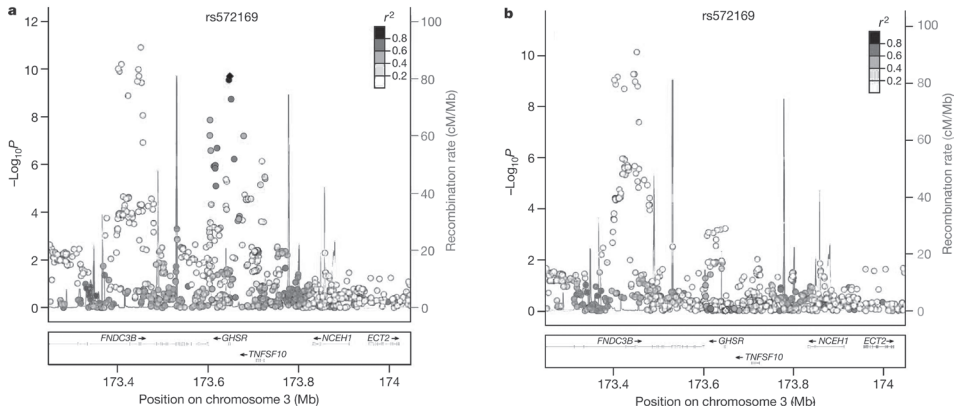 a
rs572169
−Log10P
Recombination rate (cM/Mb)
r2
0.8
0.6
0.4
0.2
12
10
8
6
4
2
0
100
80
60
40
20
0
FNDC3B→
←GHSR
←NCEH1
ECT2→
←TNFSF10
173.4
173.6
173.8
174
Position on chromosome 3 (Mb)
b
rs572169
−Log10P
Recombination rate (cM/Mb)
r2
0.8
0.6
0.4
0.2
10
8
6
4
2
0
100
80
60
40
20
0
FNDC3B→
←GHSR
←NCEH1
ECT2→
←TNFSF10
173.4
173.6
173.8
174
Position on chromosome 3 (Mb)